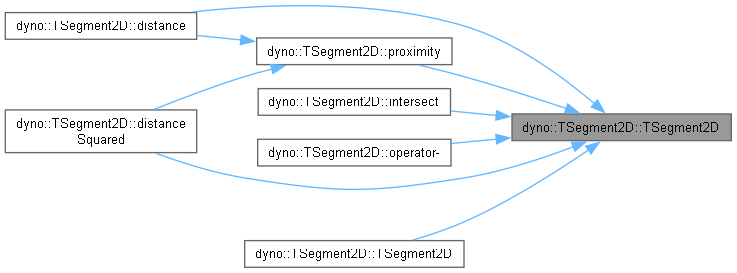 dyno::TSegment2D::distance
dyno::TSegment2D::proximity
dyno::TSegment2D::intersect
dyno::TSegment2D::distance
Squared
dyno::TSegment2D::TSegment2D
dyno::TSegment2D::operator-
dyno::TSegment2D::TSegment2D